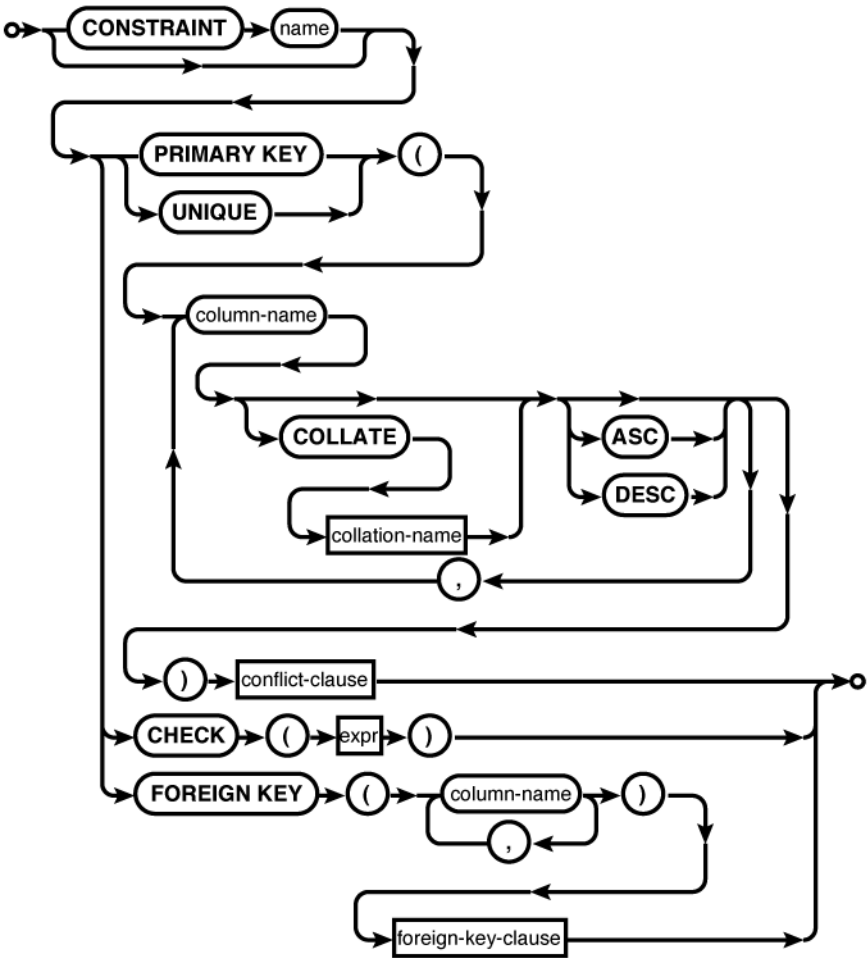 CONSTRAINT name
PRIMARY KEY (
UNIQUE
column-name
COLLATE ASC
DESC
collation-name
,
) conflict-clause
CHECK ( expr )
FOREIGN KEY ( column-name )
,
foreign-key-clause